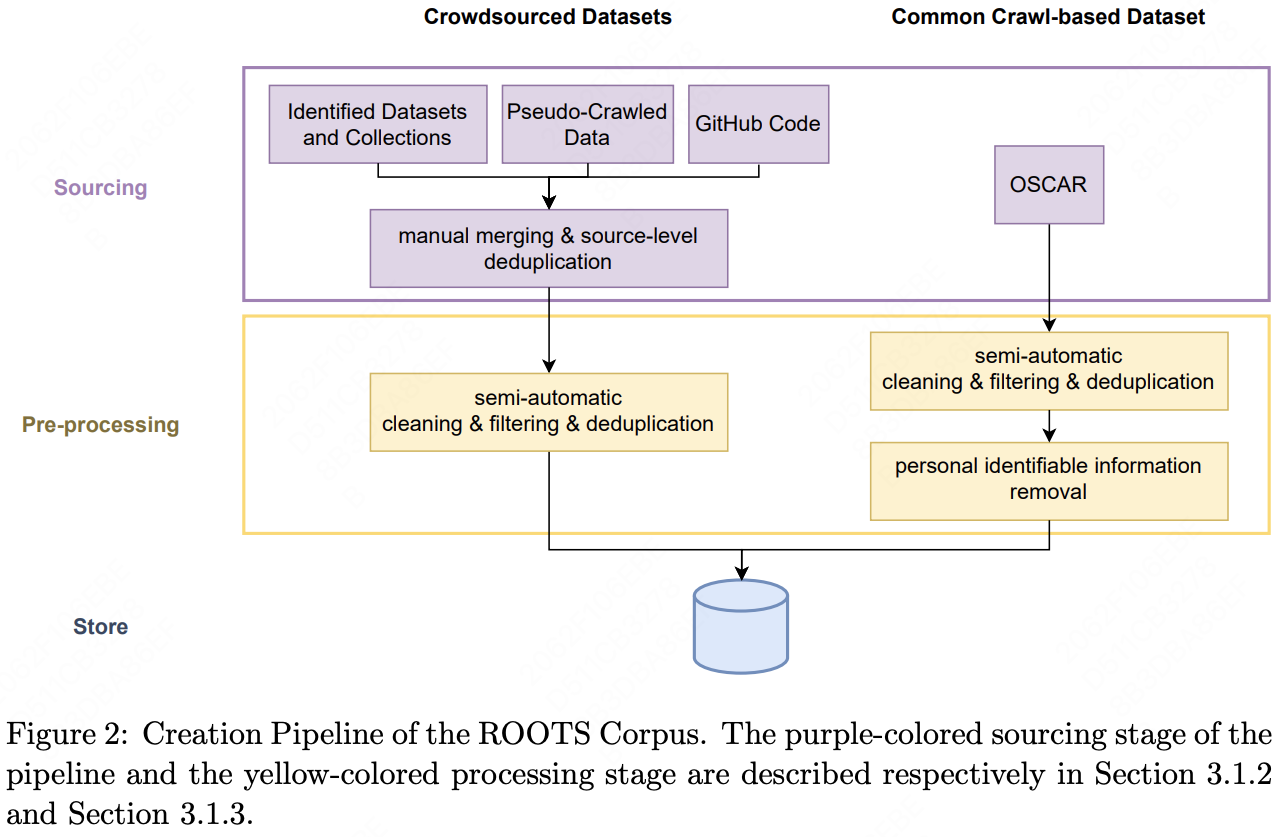 Crowdsourced Datasets
Common Crawl-based Dataset
Sourcing
Identified Datasets
and Collections
Pseudo-Crawled
Data
GitHub Code
OSCAR
manual merging & source-level
deduplication
Pre-processing
semi-automatic
cleaning & filtering & deduplication
semi-automatic
cleaning & filtering & deduplication
personal identifiable information
removal
Store
Figure 2: Creation Pipeline of the ROOTS Corpus. The purple-colored sourcing stage of the
pipeline and the yellow-colored processing stage are described respectively in Section 3.1.2
and Section 3.1.3.